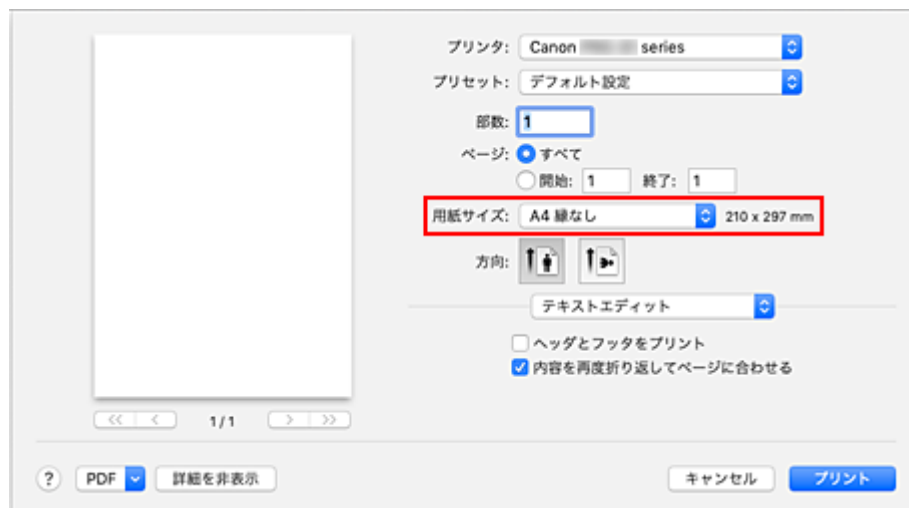 プリンタ: Canon series
プリセット: デフォルト設定
部数: 1
ページ: すべて
開始: 1 終了: 1
用紙サイズ: A4 縁なし 210 x 297 mm
方向:
テキストエディット
ヘッダとフッタをプリント
内容を再度折り返してページに合わせる
<< < 1/1 > >>
? PDF 詳細を非表示 キャンセル プリント